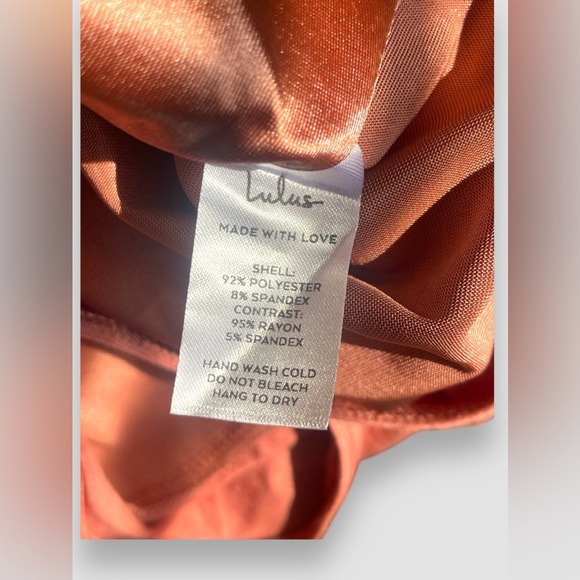 Lulus
MADE WITH LOVE
SHELL:
92% POLYESTER
8% SPANDEX
CONTRAST:
95% RAYON
5% SPANDEX
HAND WASH COLD
DO NOT BLEACH
HANG TO DRY